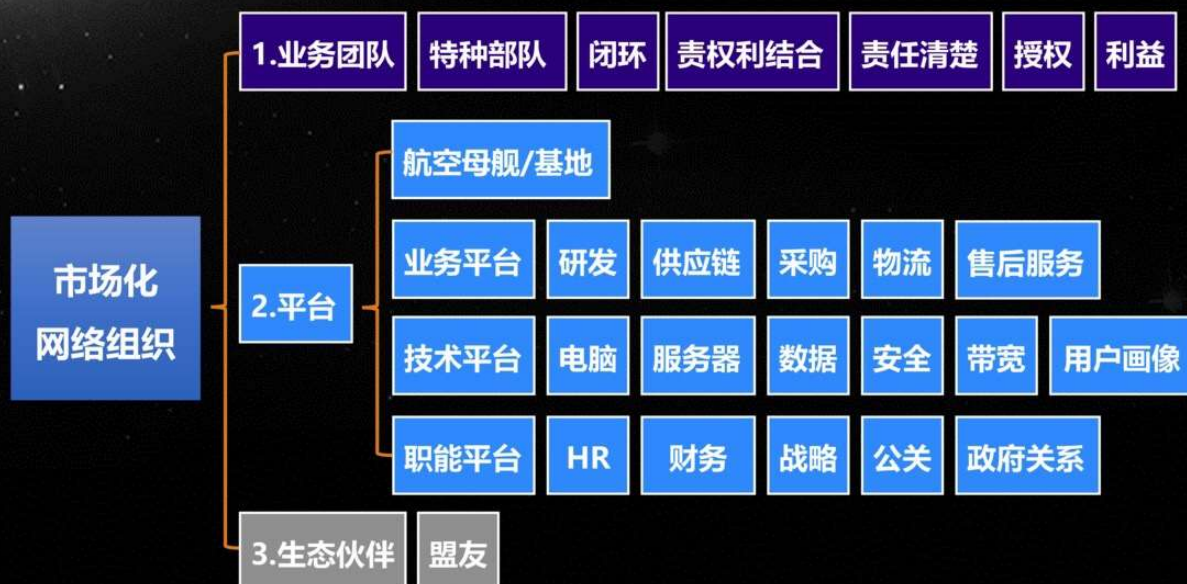 1.业务团队 特种部队 闭环 责权利结合 责任清楚 授权 利益
航空母舰/基地
业务平台 研发 供应链 采购 物流 售后服务
市场化
网络组织
2.平台
技术平台 电脑 服务器 数据 安全 带宽 用户画像
职能平台 HR 财务 战略 公关 政府关系
3.生态伙伴 盟友